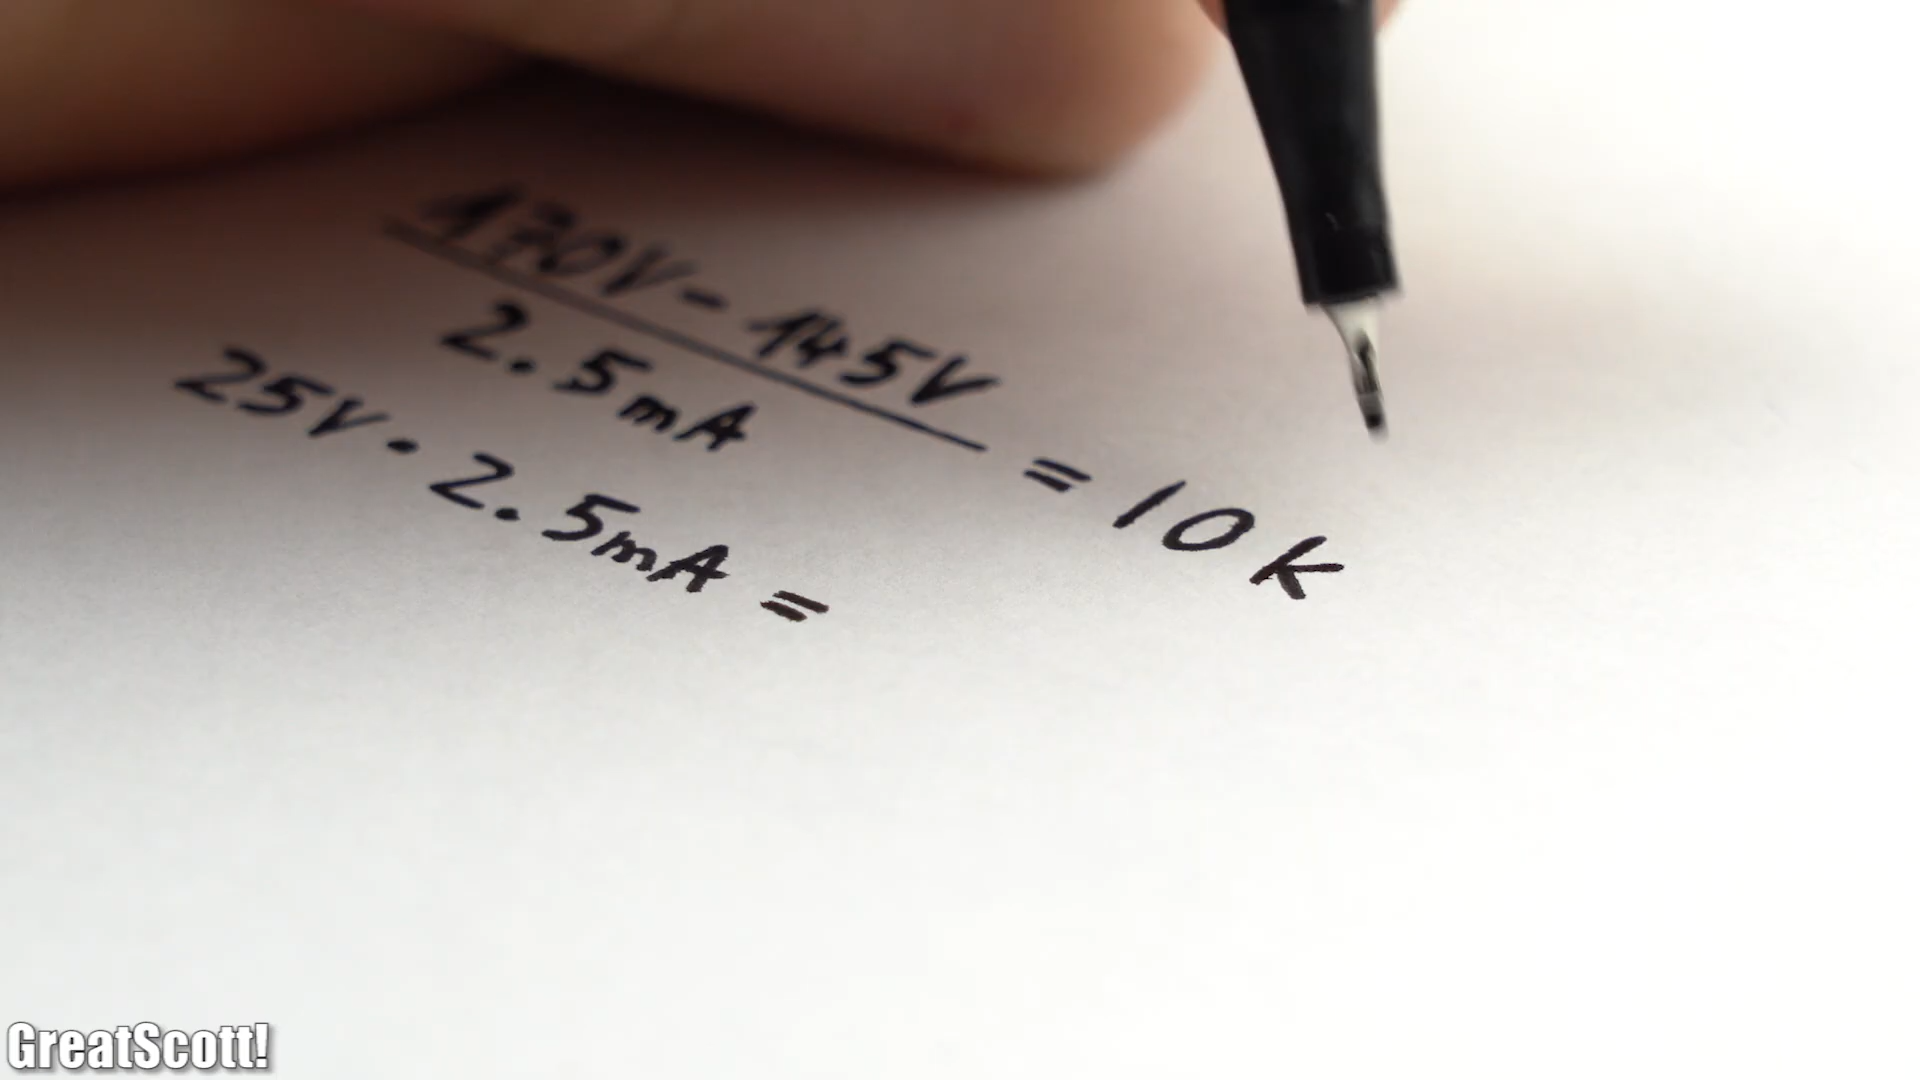 170V - 145V
2.5mA
= 10k
25V · 2.5mA =
GreatScott!